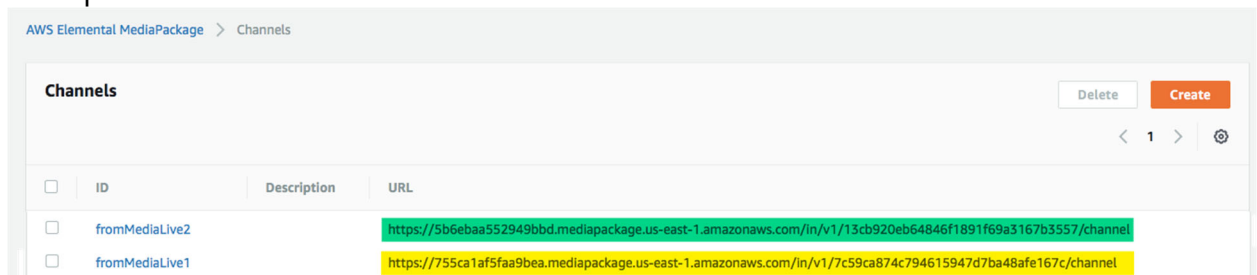 AWS Elemental MediaPackage > Channels
Channels
Delete Create
< 1 >
ID Description URL
fromMediaLive2 https://5b6ebaa552949bbd.mediapackage.us-east-1.amazonaws.com/in/v1/13cb920eb64846f1891f69a3167b3557/channel
fromMediaLive1 https://755ca1af5faa9bea.mediapackage.us-east-1.amazonaws.com/in/v1/7c59ca874c794615947d7ba48afe167c/channel